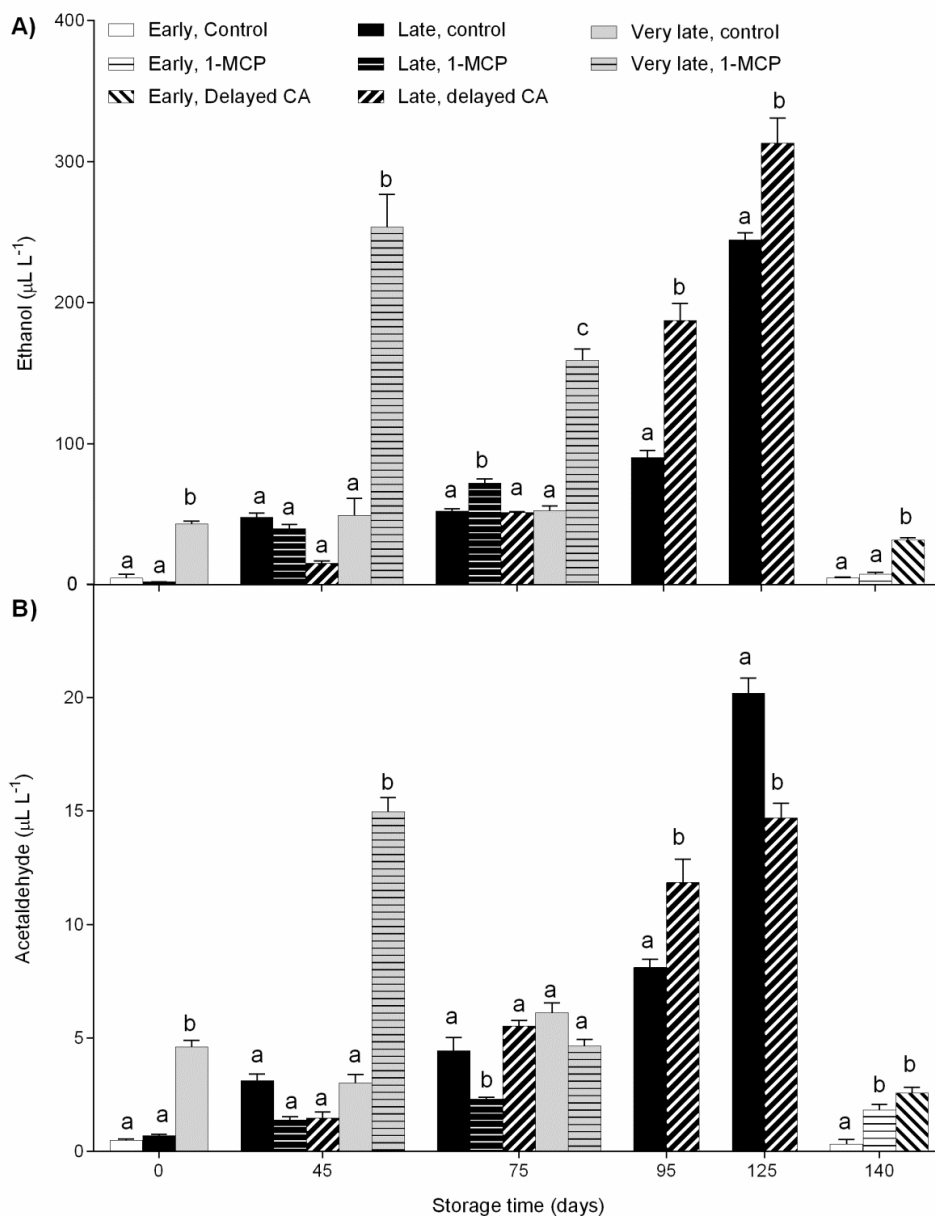 A)
400
300
200
100
0
Ethanol (μL L-1)
Early, Control
Late, control
Very late, control
Early, 1-MCP
Late, 1-MCP
Very late, 1-MCP
Early, Delayed CA
Late, delayed CA
a a b
a a a a b
a b a a c
a b
a b
a a b
B)
20
15
10
5
0
Acetaldehyde (μL L-1)
a a b
a a a a b
a b a a a
a b
a b
a b b
0 45 75 95 125 140
Storage time (days)